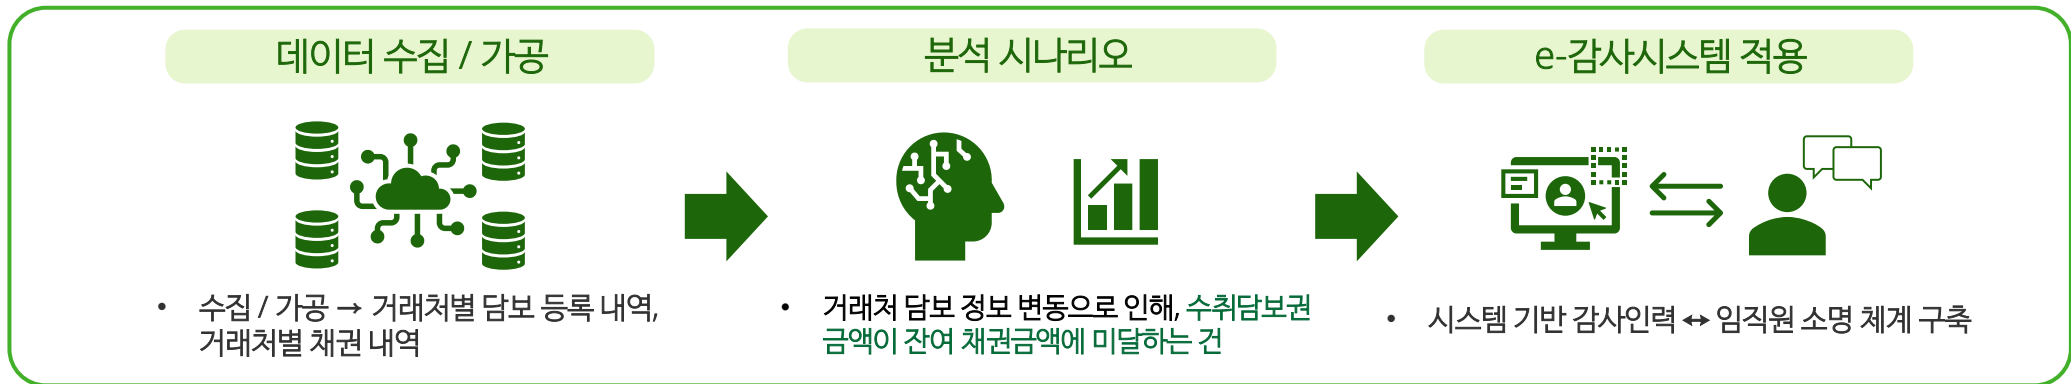 데이터 수집 / 가공
분석 시나리오
e-감사시스템 적용
• 수집 / 가공 → 거래처별 담보 등록 내역,
거래처별 채권 내역
• 거래처 담보 정보 변동으로 인해, 수취담보권
금액이 잔여 채권금액에 미달하는 건
• 시스템 기반 감사인력 ↔ 임직원 소명 체계 구축